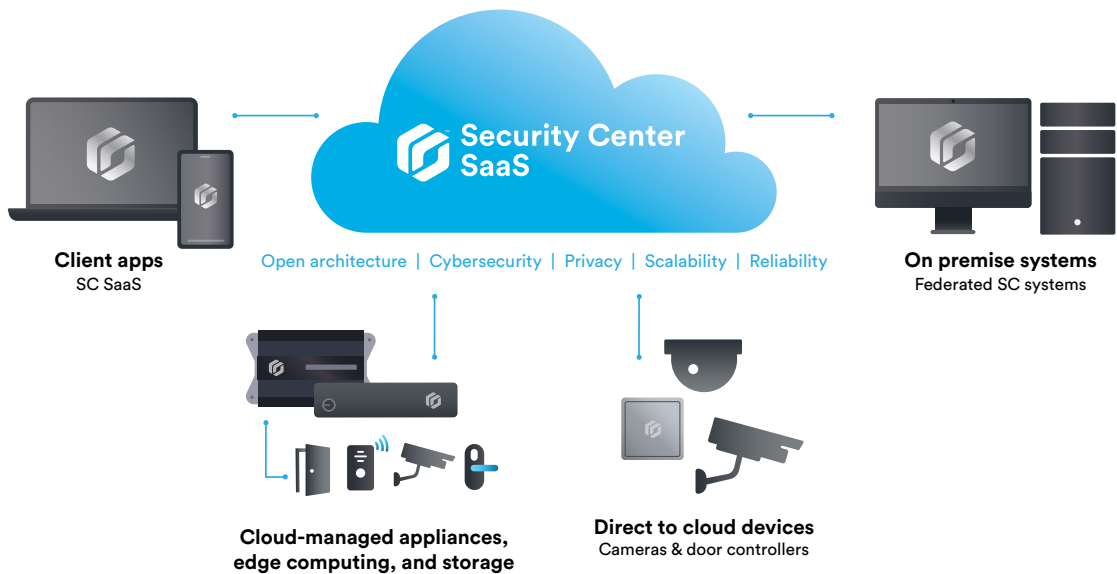 Security Center
SaaS
Client apps
SC SaaS
Open architecture | Cybersecurity | Privacy | Scalability | Reliability
On premise systems
Federated SC systems
Cloud-managed appliances,
edge computing, and storage
Direct to cloud devices
Cameras & door controllers